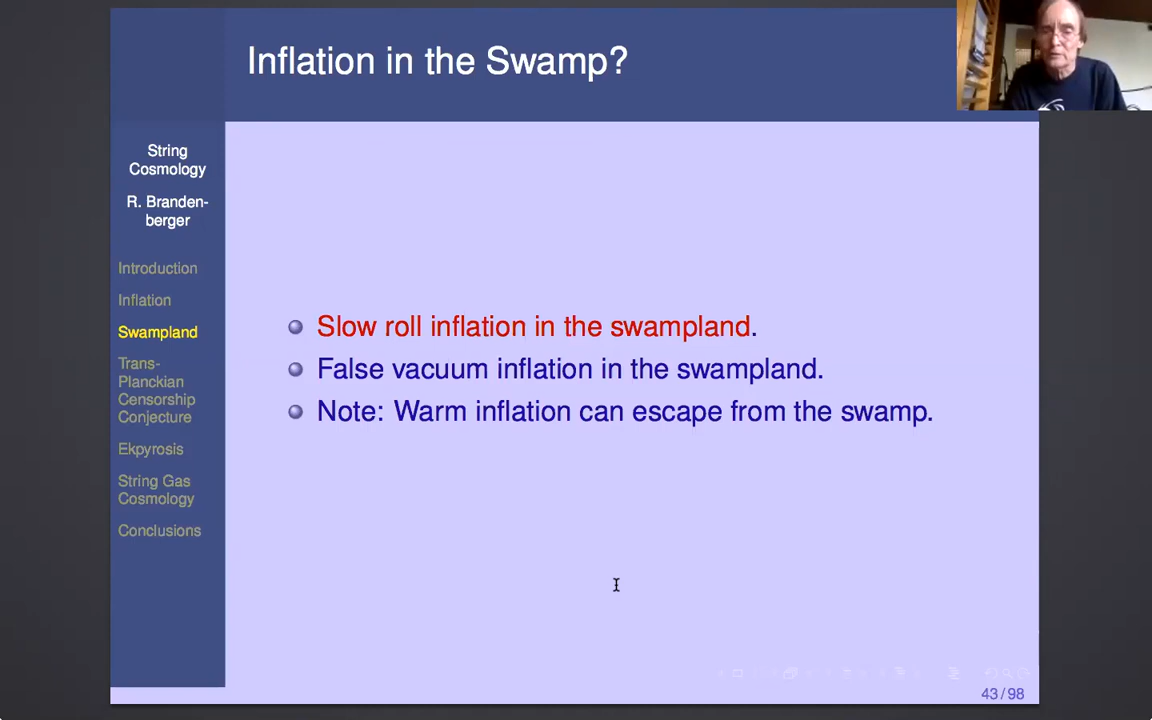 Inflation in the Swamp?
String
Cosmology
R. Branden-
berger
Introduction
Inflation
Swampland
Trans-
Planckian
Censorship
Conjecture
Ekpyrosis
String Gas
Cosmology
Conclusions
Slow roll inflation in the swampland.
False vacuum inflation in the swampland.
Note: Warm inflation can escape from the swamp.
43/98